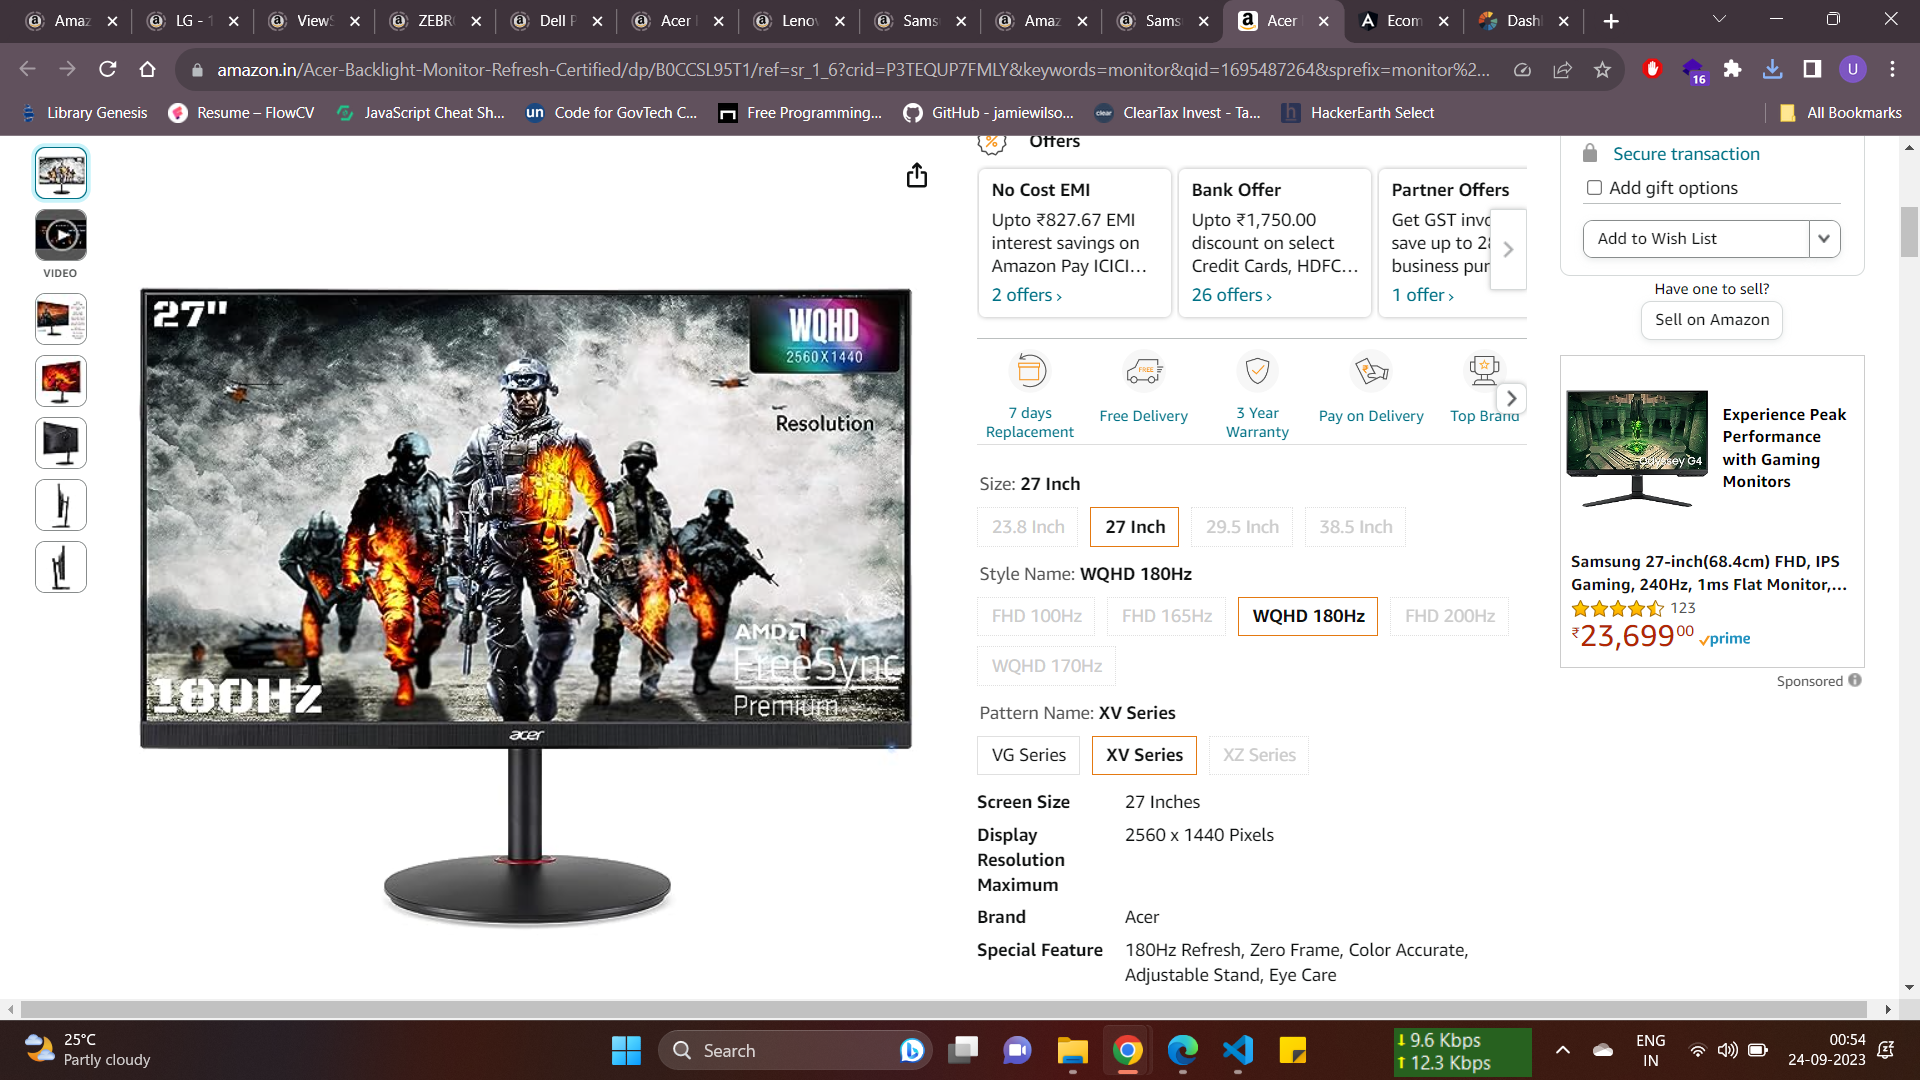 Amaz
LG - 1
View
ZEBR
Dell P
Acer
Leno
Sams
Amaz
Sams
Acer
Ecom
Dash
amazon.in/Acer-Backlight-Monitor-Refresh-Certified/dp/B0CCSL95T1/ref=sr_1_6?crid=P3TEQUP7FMLY&keywords=monitor&qid=1695487264&sprefix=monitor%2...
16
U
Library Genesis
Resume – FlowCV
JavaScript Cheat Sh...
un
Code for GovTech C...
Free Programming...
GitHub - jamiewilso...
clear
ClearTax Invest - Ta...
h
HackerEarth Select
All Bookmarks
VIDEO
27"
WQHD
2560X1440
Resolution
AMD
FreeSync
Premium
180Hz
acer
Offers
No Cost EMI
Upto ₹827.67 EMI
interest savings on
Amazon Pay ICICI...
2 offers ›
Bank Offer
Upto ₹1,750.00
discount on select
Credit Cards, HDFC...
26 offers ›
Partner Offers
Get GST invo
save up to 28
business pur
1 offer ›
7 days
Replacement
FREE
Free Delivery
3 Year
Warranty
Pay on Delivery
Top Brand
Size: 27 Inch
23.8 Inch
27 Inch
29.5 Inch
38.5 Inch
Style Name: WQHD 180Hz
FHD 100Hz
FHD 165Hz
WQHD 180Hz
FHD 200Hz
WQHD 170Hz
Pattern Name: XV Series
VG Series
XV Series
XZ Series
Screen Size 27 Inches
Display 2560 x 1440 Pixels
Resolution
Maximum
Brand Acer
Special Feature 180Hz Refresh, Zero Frame, Color Accurate,
Adjustable Stand, Eye Care
Secure transaction
Add gift options
Add to Wish List
Have one to sell?
Sell on Amazon
Odyssey G4
Experience Peak
Performance
with Gaming
Monitors
Samsung 27-inch(68.4cm) FHD, IPS
Gaming, 240Hz, 1ms Flat Monitor,...
123
₹23,69900 prime
Sponsored
25°C
Partly cloudy
Search
9.6 Kbps
12.3 Kbps
ENG
IN
00:54
24-09-2023